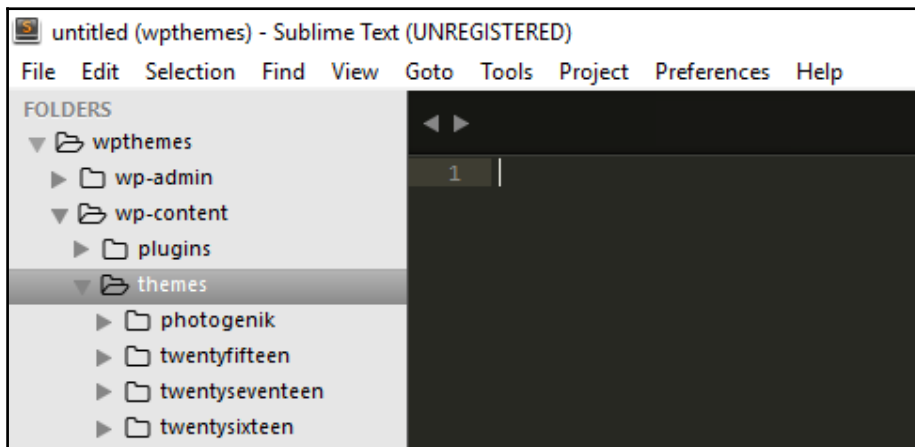 untitled (wpthemes) - Sublime Text (UNREGISTERED)
File Edit Selection Find View Goto Tools Project Preferences Help
FOLDERS
wpthemes
wp-admin
1
wp-content
plugins
themes
photogenik
twentyfifteen
twentyseventeen
twentysixteen